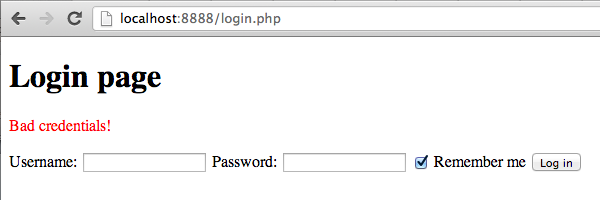 localhost:8888/login.php
Login page
Bad credentials!
Username: Password: Remember me Log in